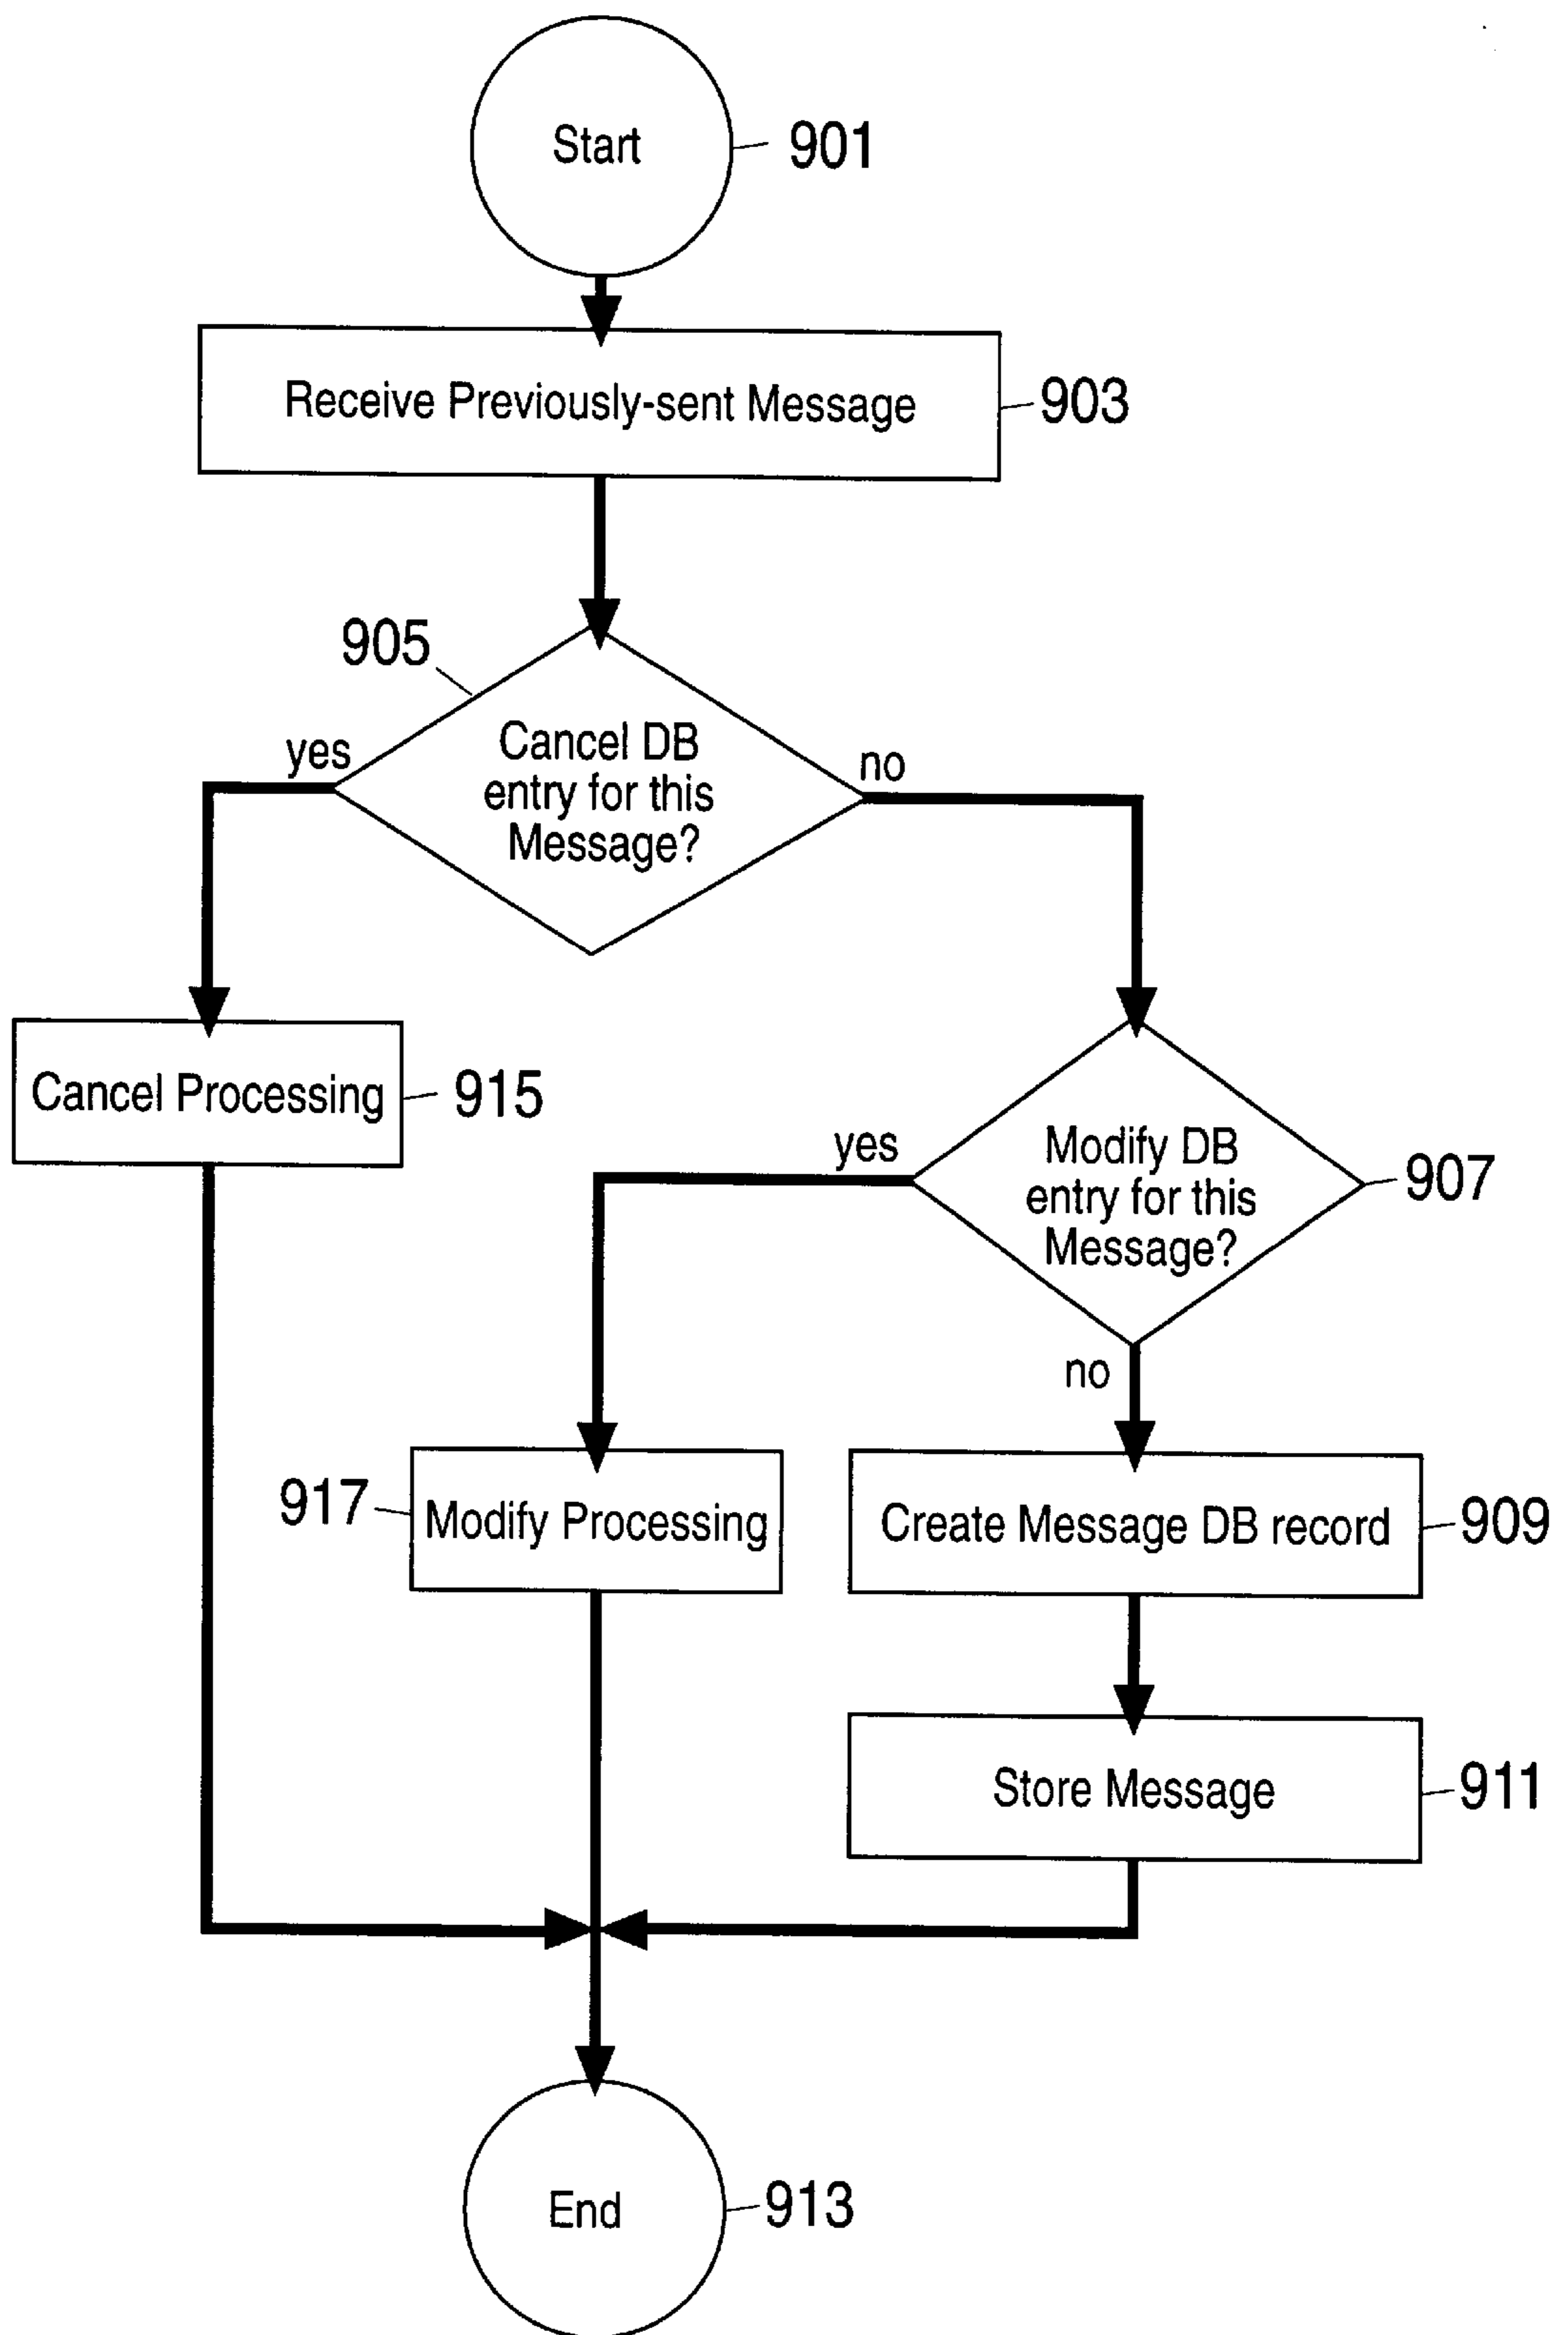 Start
901
Receive Previously-sent Message
903
905
yes
Cancel DB
entry for this
Message?
no
Cancel Processing
915
yes
Modify DB
entry for this
Message?
907
no
917
Modify Processing
Create Message DB record
909
Store Message
911
End
913